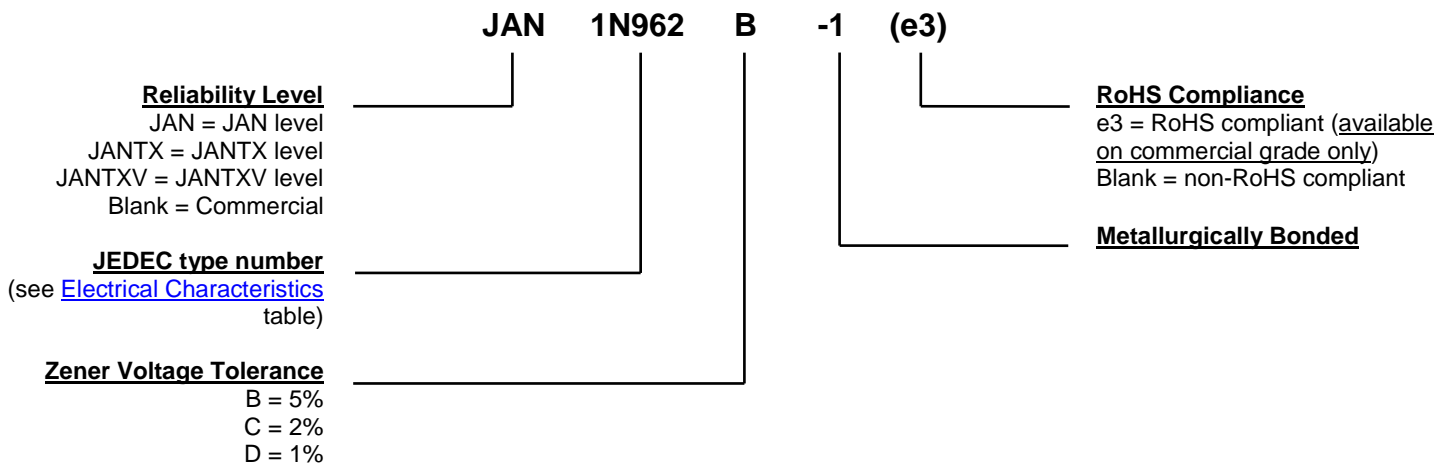 JAN 1N962 B -1 (e3)
Reliability Level
JAN = JAN level
JANTX = JANTX level
JANTXV = JANTXV level
Blank = Commercial
JEDEC type number
(see Electrical Characteristics
table)
Zener Voltage Tolerance
B = 5%
C = 2%
D = 1%
RoHS Compliance
e3 = RoHS compliant (available
on commercial grade only)
Blank = non-RoHS compliant
Metallurgically Bonded